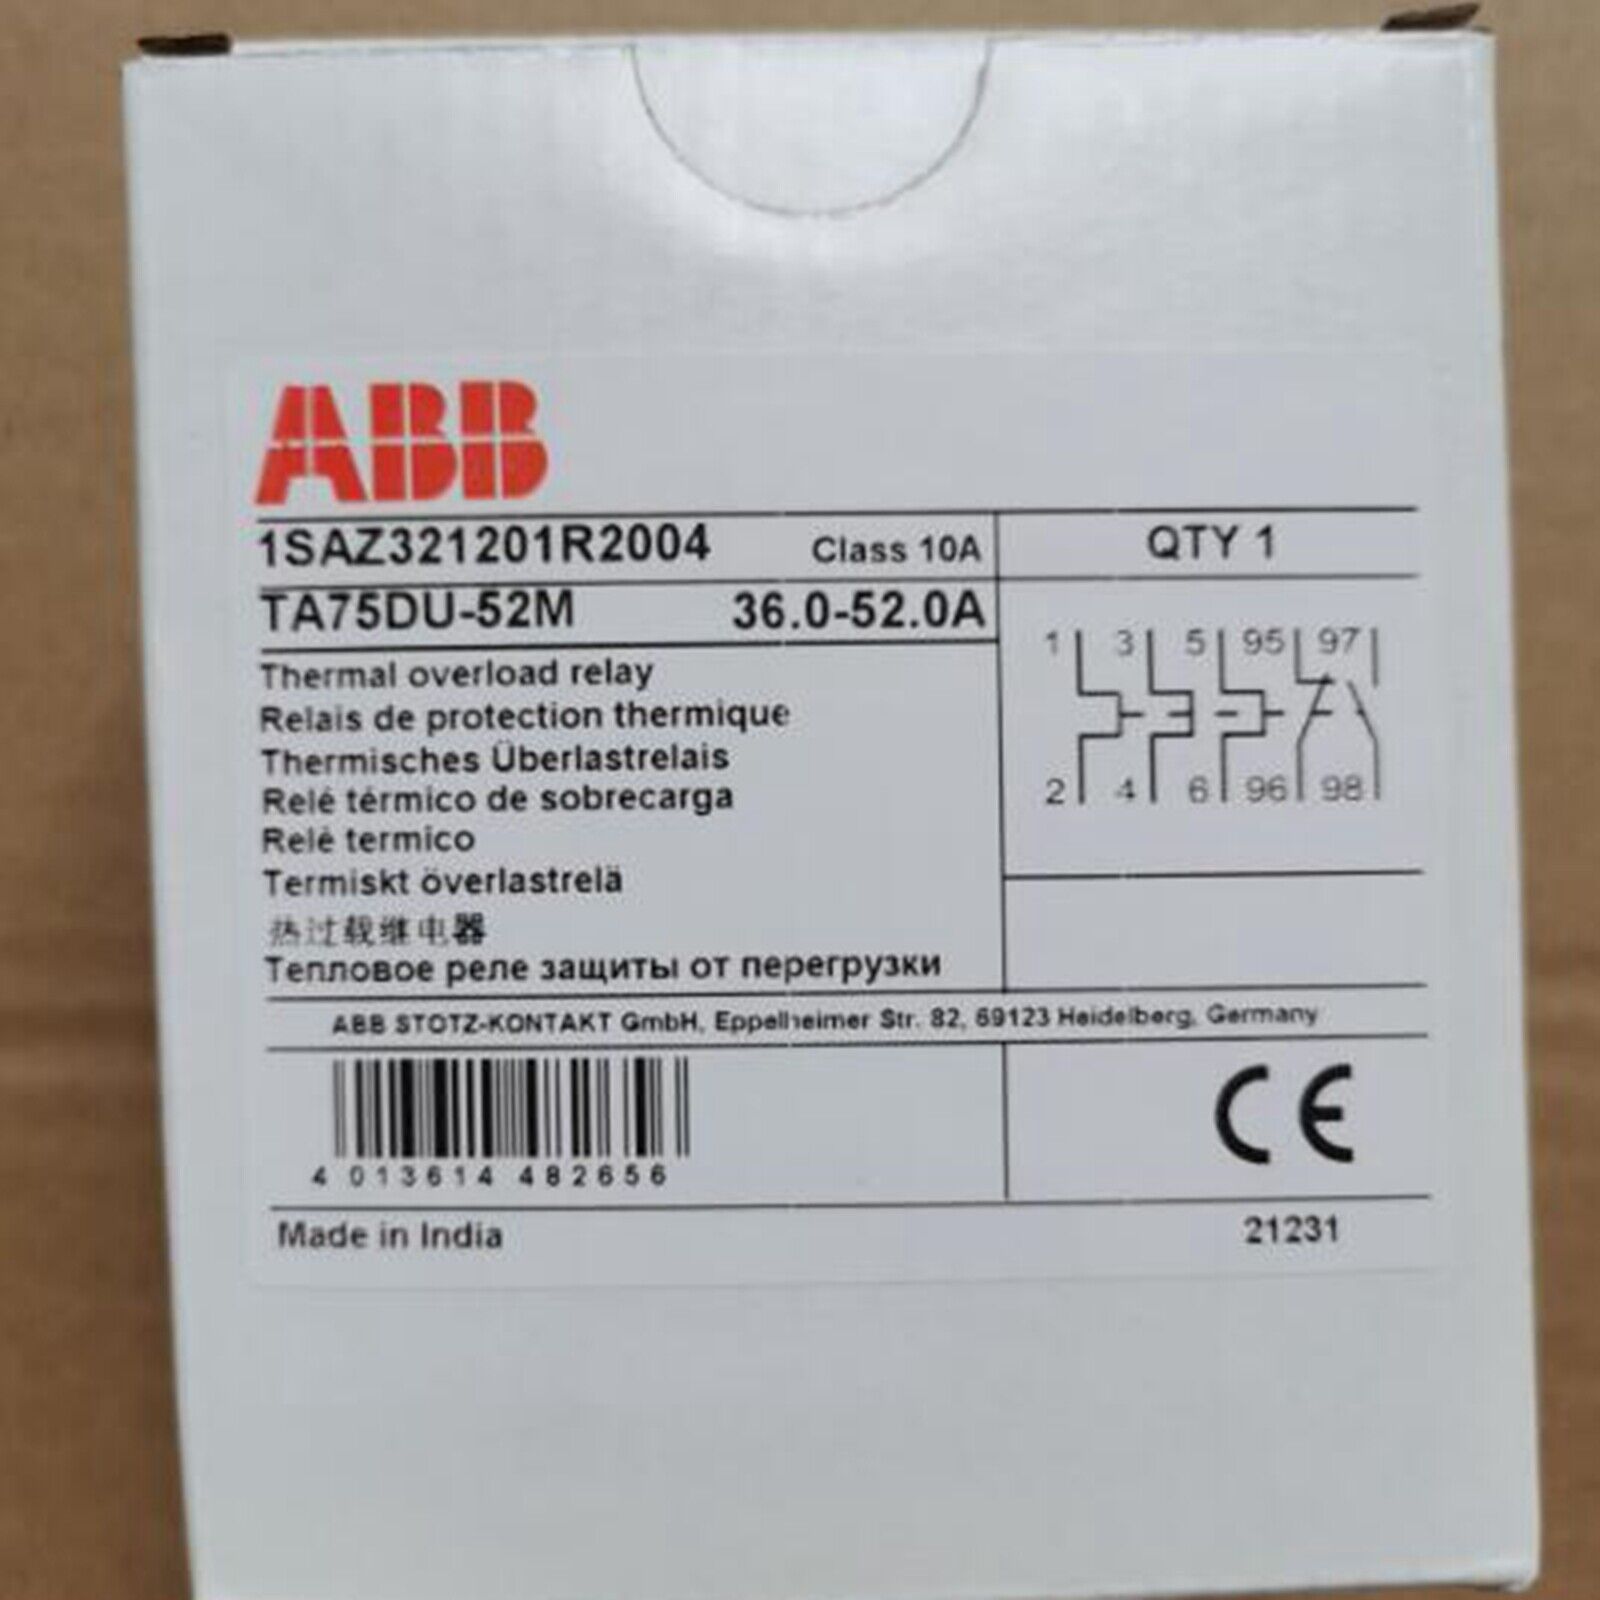 ABB
1SAZ321201R2004 Class 10A QTY 1
TA75DU-52M 36.0-52.0A
Thermal overload relay
Relais de protection thermique
Thermisches Überlastrelais
Relé térmico de sobrecarga
Relè termico
Termiskt överlastrelä
热过载继电器
Тепловое реле защиты от перегрузки
1 3 5 95 97
2 4 6 96 98
ABB STOTZ-KONTAKT GmbH, Eppelheimer Str. 82, 69123 Heidelberg, Germany
4 013614 482656
CE
Made in India 21231